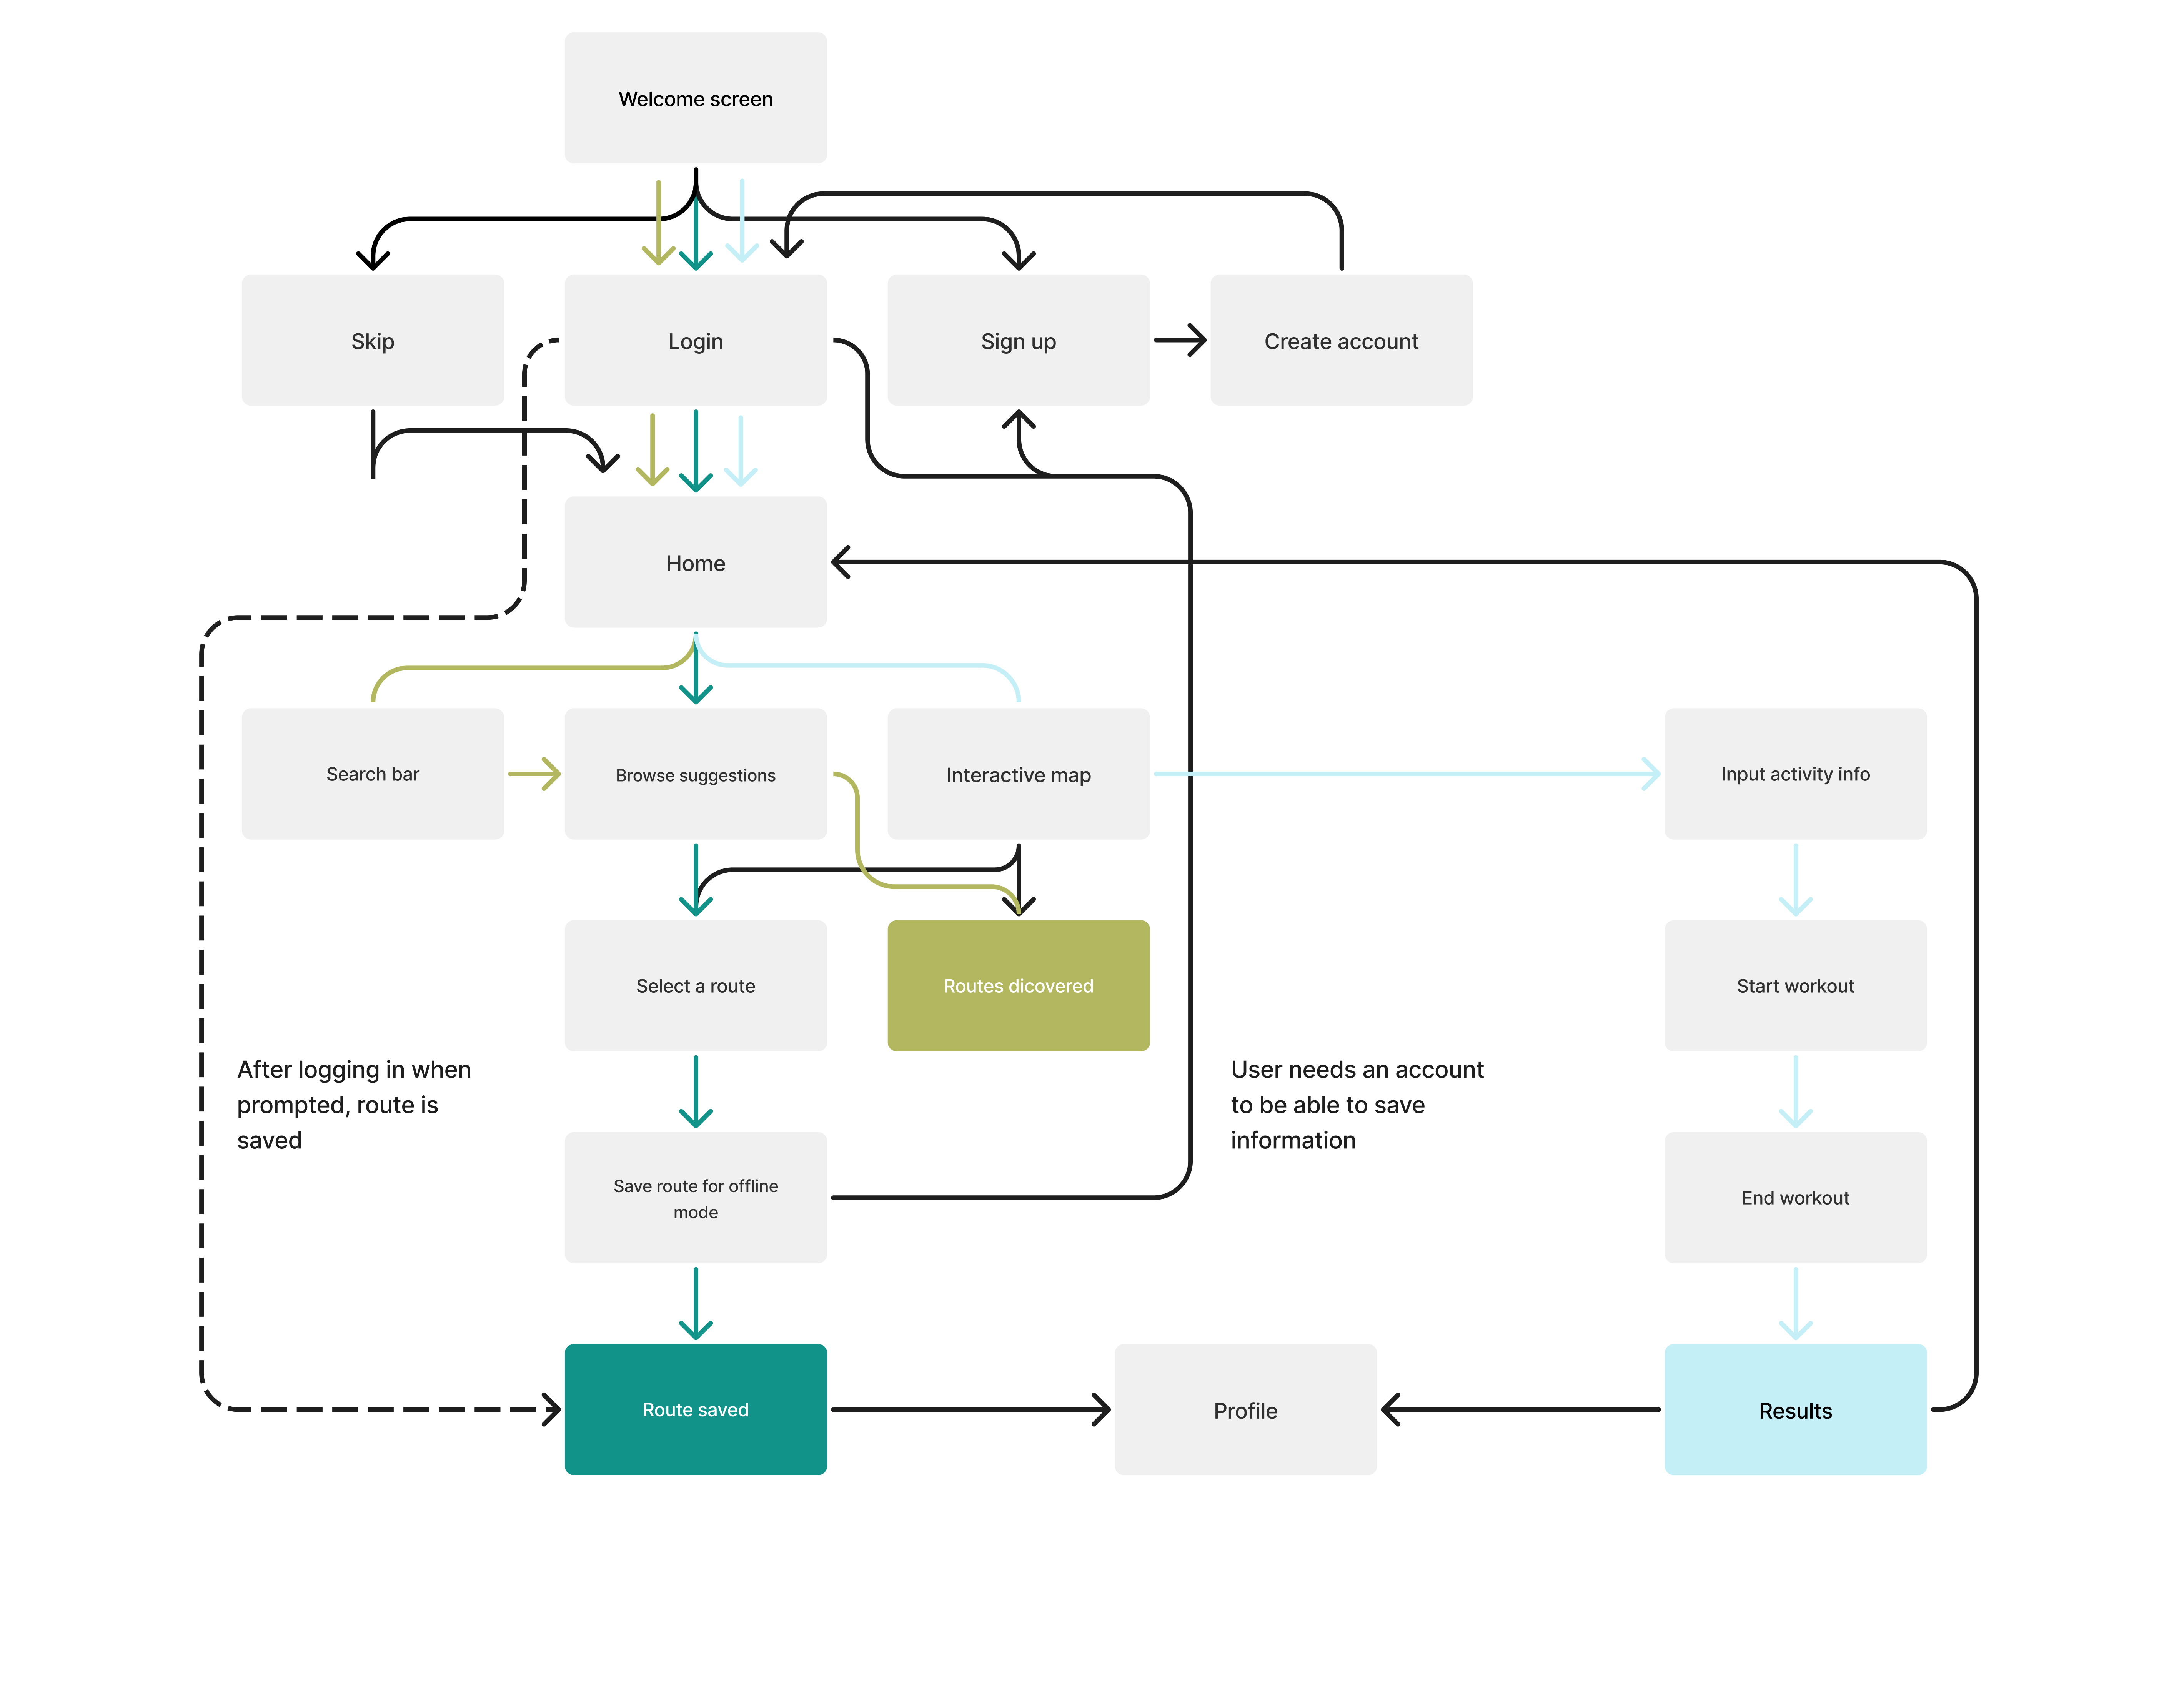 Welcome screen
Skip
Login
Sign up
Create account
Home
Search bar
Browse suggestions
Interactive map
Input activity info
Select a route
Routes dicovered
Start workout
After logging in when
prompted, route is
saved
User needs an account
to be able to save
information
Save route for offline
mode
End workout
Route saved
Profile
Results